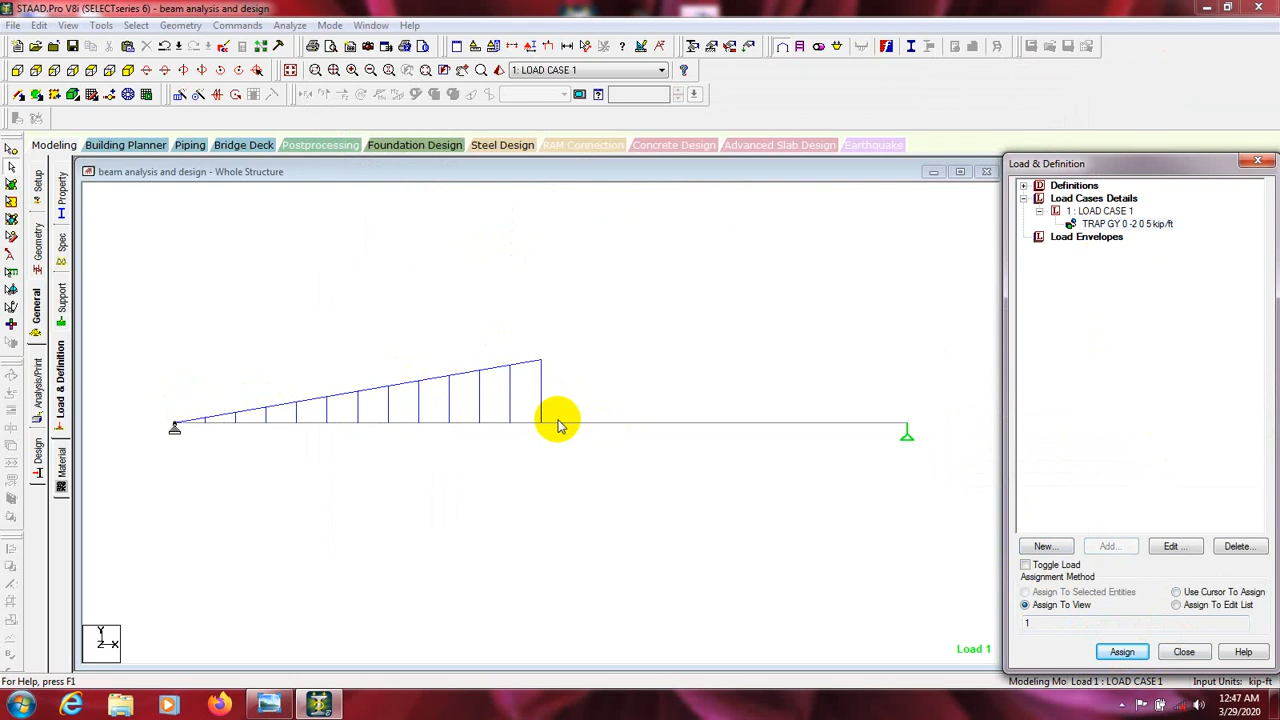 STAAD.Pro V8i (SELECTseries 6) - beam analysis and design
File Edit View Tools Select Geometry Commands Analyze Mode Window Help
1: LOAD CASE 1
Modeling Building Planner Piping Bridge Deck Postprocessing Foundation Design Steel Design RAM Connection Concrete Design Advanced Slab Design Earthquake
beam analysis and design - Whole Structure
Setup
Geometry
General
Analysis/Print
Design
Property
Spec
Support
Load & Definition
Material
Load 1
Y
Z X
Load & Definition
Definitions
Load Cases Details
1 : LOAD CASE 1
TRAP GY 0 -2 0 5 kip/ft
Load Envelopes
New... Add... Edit ... Delete...
Toggle Load
Assignment Method
Assign To Selected Entities Use Cursor To Assign
Assign To View Assign To Edit List
1
Assign Close Help
For Help, press F1
Modeling Mo Load 1 : LOAD CASE 1 Input Units: kip-ft
12:47 AM
3/29/2020